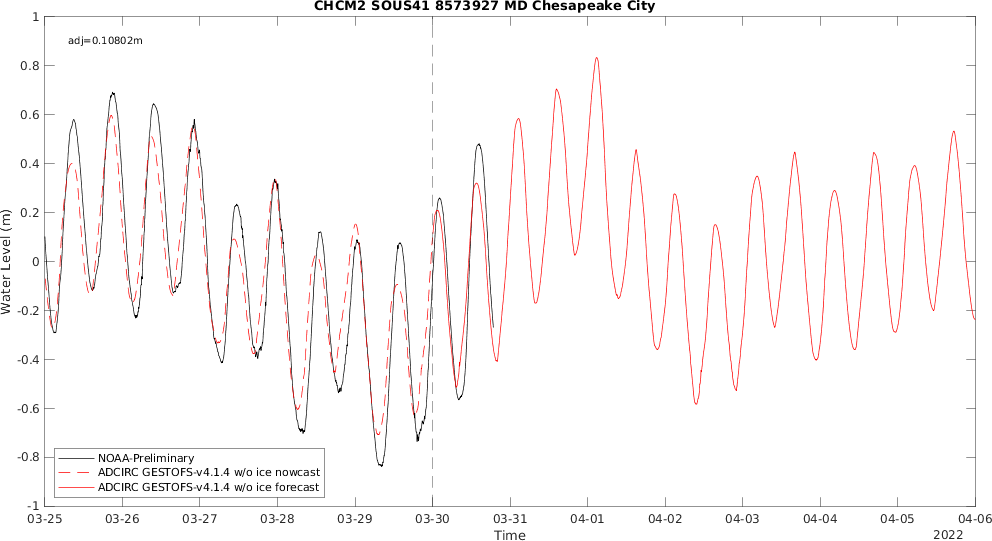 CHCM2 SOUS41 8573927 MD Chesapeake City
adj=0.10802m
Water Level (m)
1
0.8
0.6
0.4
0.2
0
-0.2
-0.4
-0.6
-0.8
-1
NOAA-Preliminary
ADCIRC GESTOFS-v4.1.4 w/o ice nowcast
ADCIRC GESTOFS-v4.1.4 w/o ice forecast
03-25 03-26 03-27 03-28 03-29 03-30 03-31 04-01 04-02 04-03 04-04 04-05 04-06
Time
2022